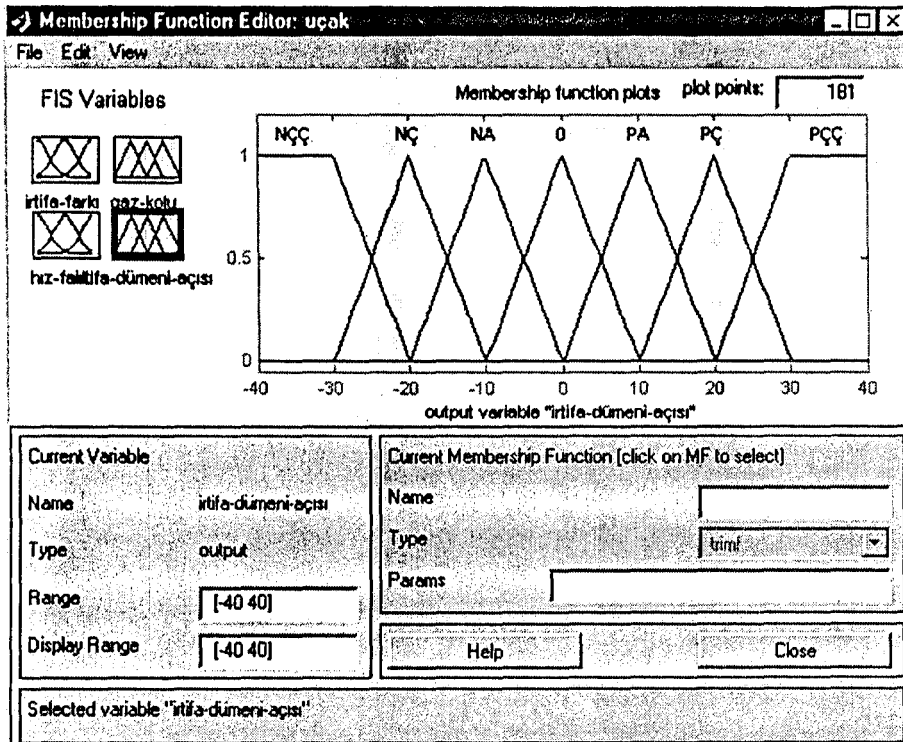 Membership Function Editor: uçak
File Edit View
FIS Variables
Membership function plots plot points: 181
irtifa-farkı gaz-kolu
hız-faktifa-dümeni-açısı
NÇÇ NÇ NA 0 PA PÇ PÇÇ
1
0.5
0
-40 -30 -20 -10 0 10 20 30 40
output variable "irtifa-dümeni-açısı"
Current Variable
Name irtifa-dümeni-açısı
Type output
Range [-40 40]
Display Range [-40 40]
Current Membership Function (click on MF to select)
Name
Type trimf
Params
Help Close
Selected variable "irtifa-dümeni-açısı"